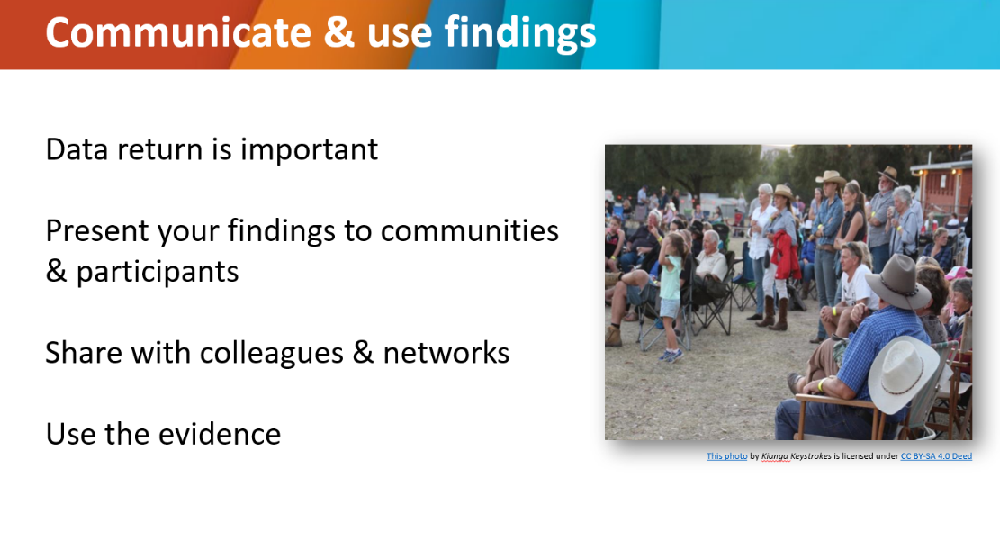 Communicate & use findings
Data return is important
Present your findings to communities
& participants
Share with colleagues & networks
Use the evidence
This photo by Kianga Keystrokes is licensed under CC BY-SA 4.0 Deed